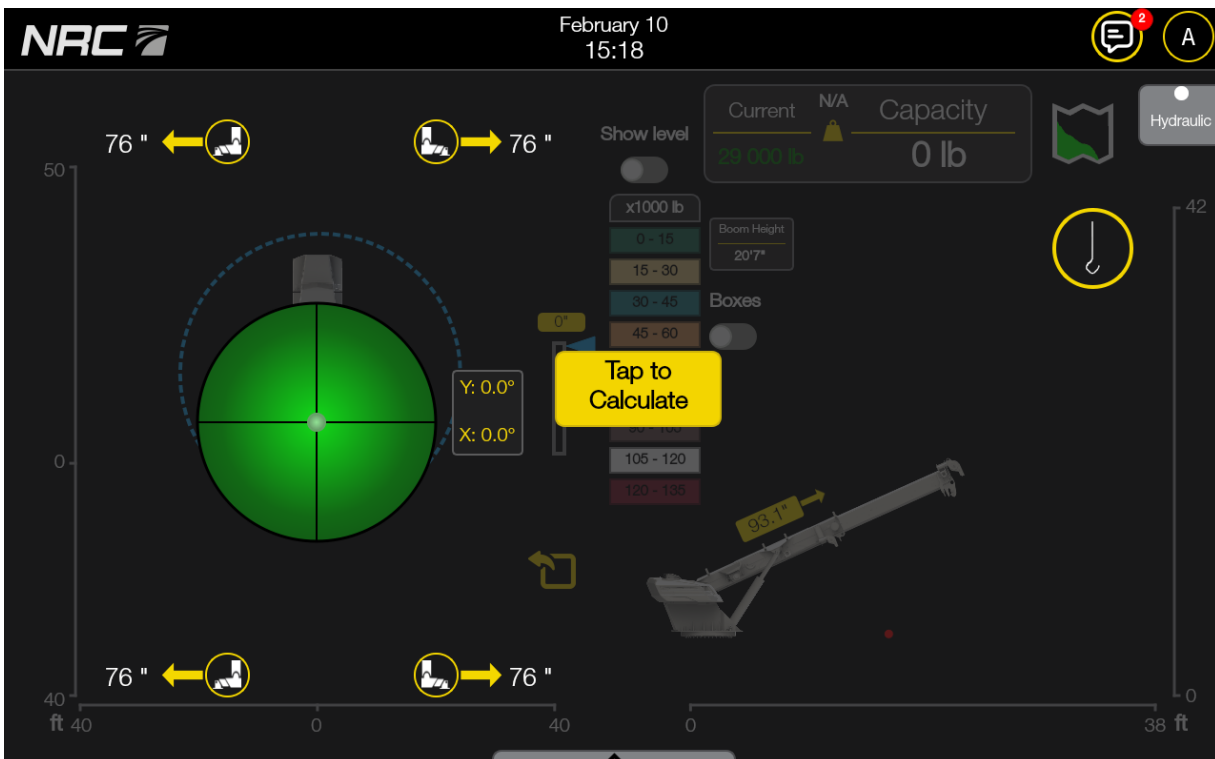 NRC
February 10
15:18
2
A
Hydraulic
76 "
76 "
Show level
Current
N/A
Capacity
29 000 lb
0 lb
50
42
x1000 lb
0 - 15
15 - 30
30 - 45
45 - 60
Boom Height
20'7"
Boxes
0°
Tap to
Calculate
Y: 0.0°
X: 0.0°
105 - 120
120 - 135
0
93.1"
76 "
76 "
40
0
ft 40
0
40
0
38 ft